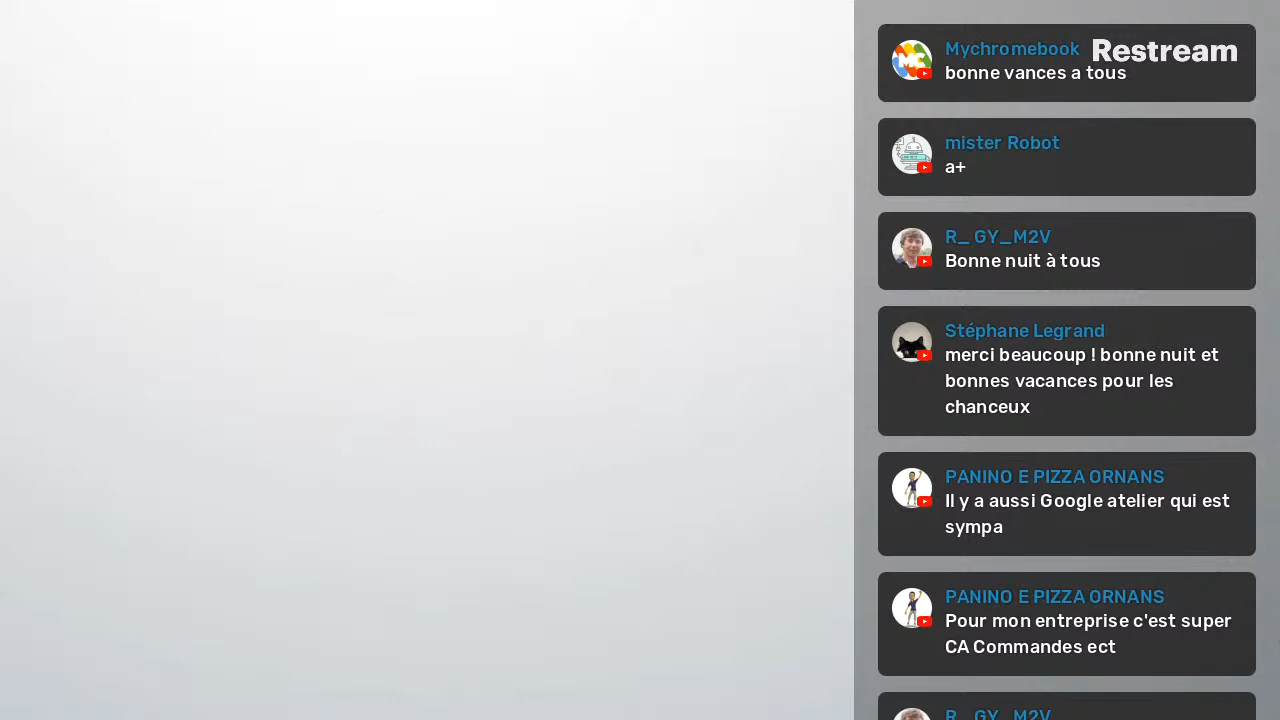 Mychromebook
Restream
bonne vances a tous
mister Robot
a+
R_ GY_M2V
Bonne nuit à tous
Stéphane Legrand
merci beaucoup ! bonne nuit et
bonnes vacances pour les
chanceux
PANINO E PIZZA ORNANS
Il y a aussi Google atelier qui est
sympa
PANINO E PIZZA ORNANS
Pour mon entreprise c'est super
CA Commandes ect
R_ GY_M2V